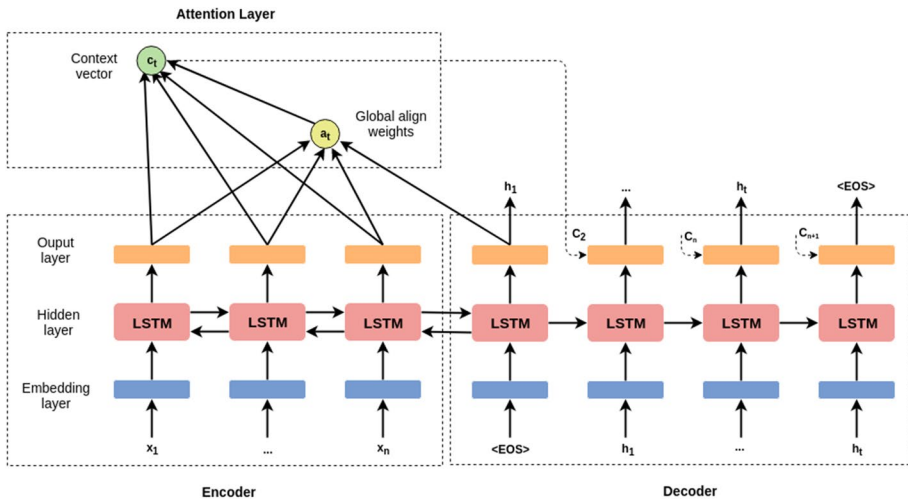 Attention Layer
Context
vector
c_t
Global align
weights
a_t
h_1
...
h_t
<EOS>
Ouput
layer
C_2
C_n
C_{n+1}
Hidden
layer
LSTM LSTM LSTM LSTM LSTM LSTM LSTM
Embedding
layer
x_1 ... x_n <EOS> h_1 ... h_t
Encoder Decoder